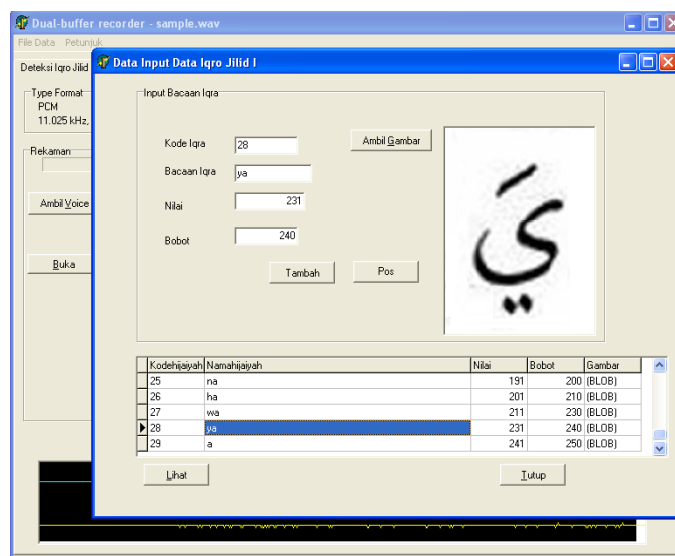 Dual-buffer recorder - sample.wav
File Data Petunjuk
Deteksi Iqro Jilid
Type Format
PCM
11.025 kHz,
Rekaman
Ambil Voice
Buka
Data Input Data Iqro Jilid I
Input Bacaan Iqra
Kode Iqra 28 Ambil Gambar
Bacaan Iqra ya
Nilai 231
Bobot 240
Tambah Pos
يَ
Kodehijaiyah Namahijaiyah Nilai Bobot Gambar
25 na 191 200 (BLOB)
26 ha 201 210 (BLOB)
27 wa 211 230 (BLOB)
28 ya 231 240 (BLOB)
29 a 241 250 (BLOB)
Lihat Tutup